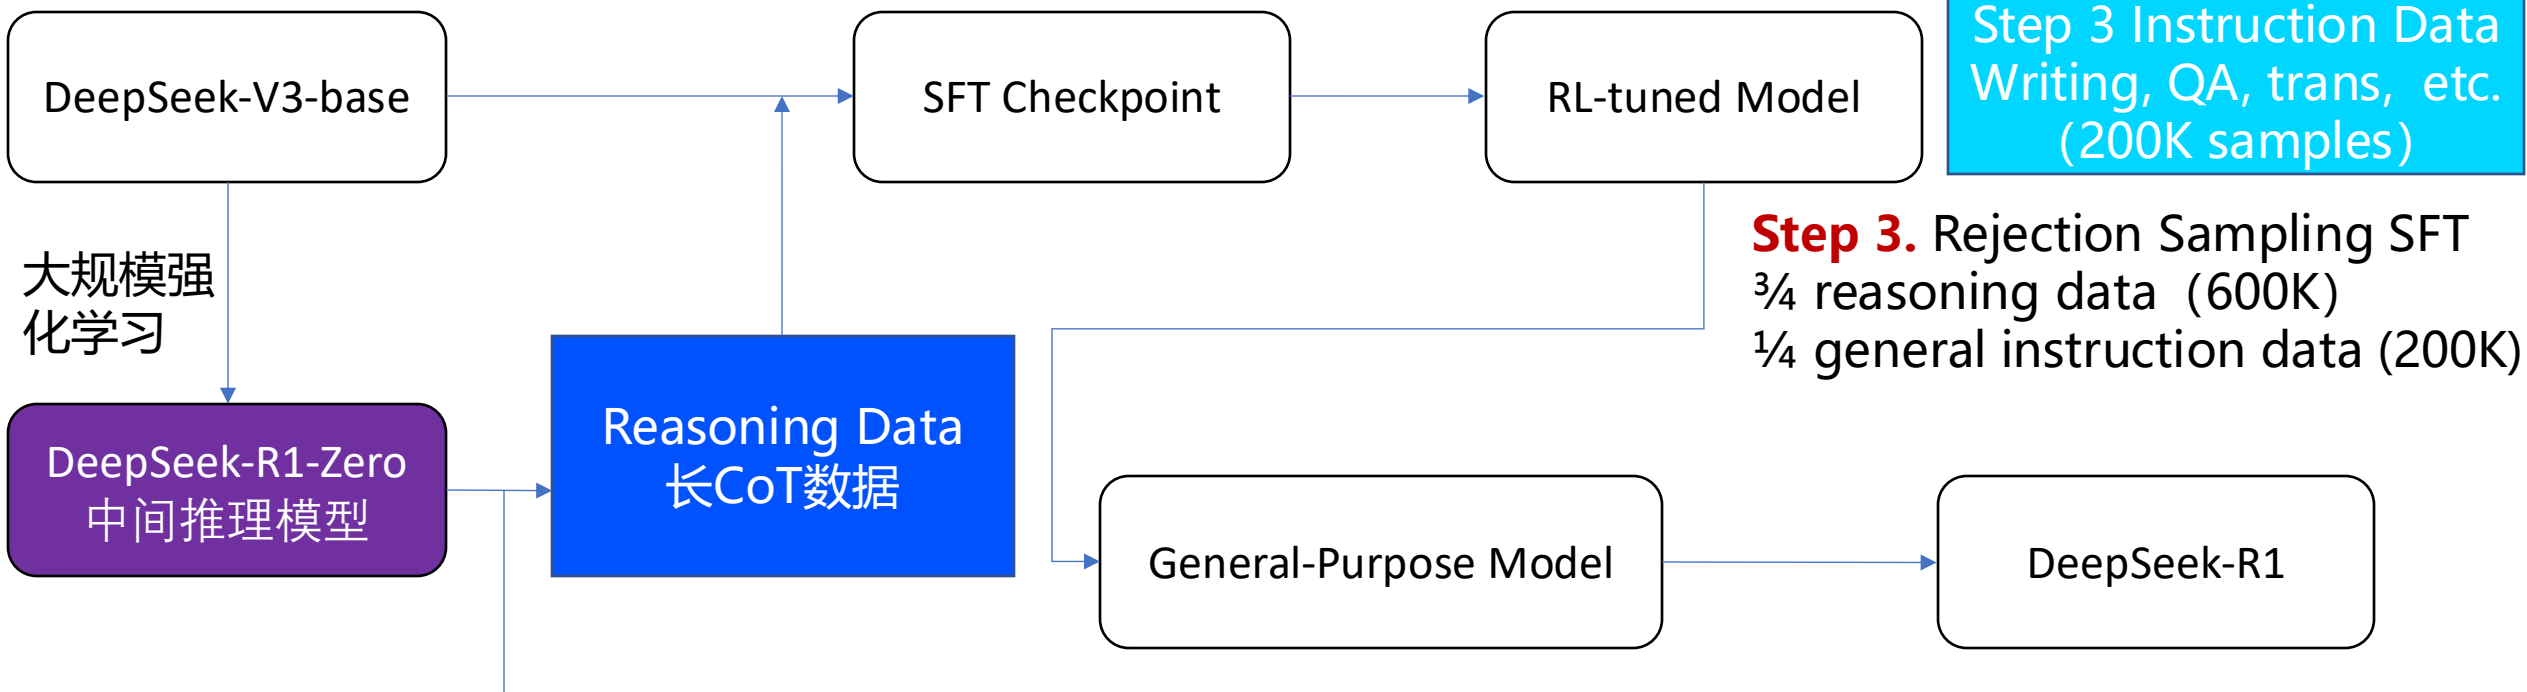 DeepSeek-V3-base
SFT Checkpoint
RL-tuned Model
Step 3 Instruction Data
Writing, QA, trans, etc.
（200K samples）
大规模强
化学习
Step 3. Rejection Sampling SFT
¾ reasoning data（600K）
¼ general instruction data (200K)
DeepSeek-R1-Zero
中间推理模型
Reasoning Data
长CoT数据
General-Purpose Model
DeepSeek-R1